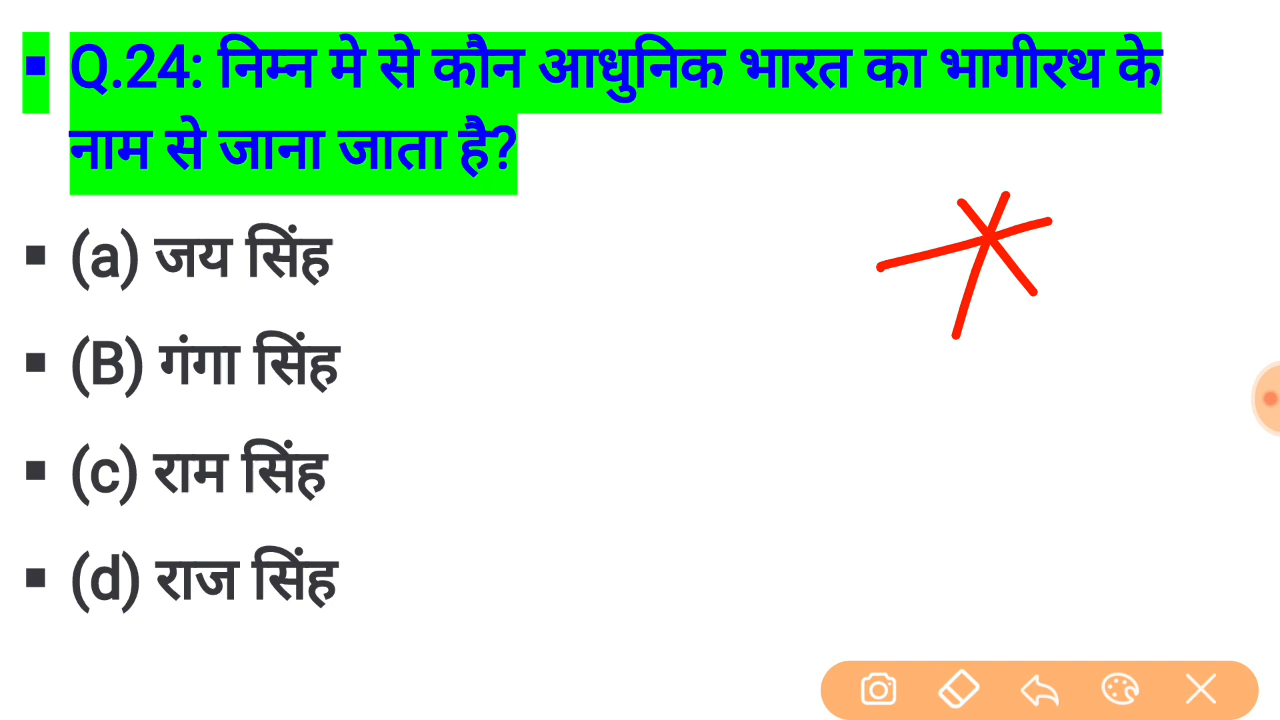 ▪ Q.24: निम्न मे से कौन आधुनिक भारत का भागीरथ के
नाम से जाना जाता है?
▪ (a) जय सिंह
▪ (B) गंगा सिंह
▪ (c) राम सिंह
▪ (d) राज सिंह